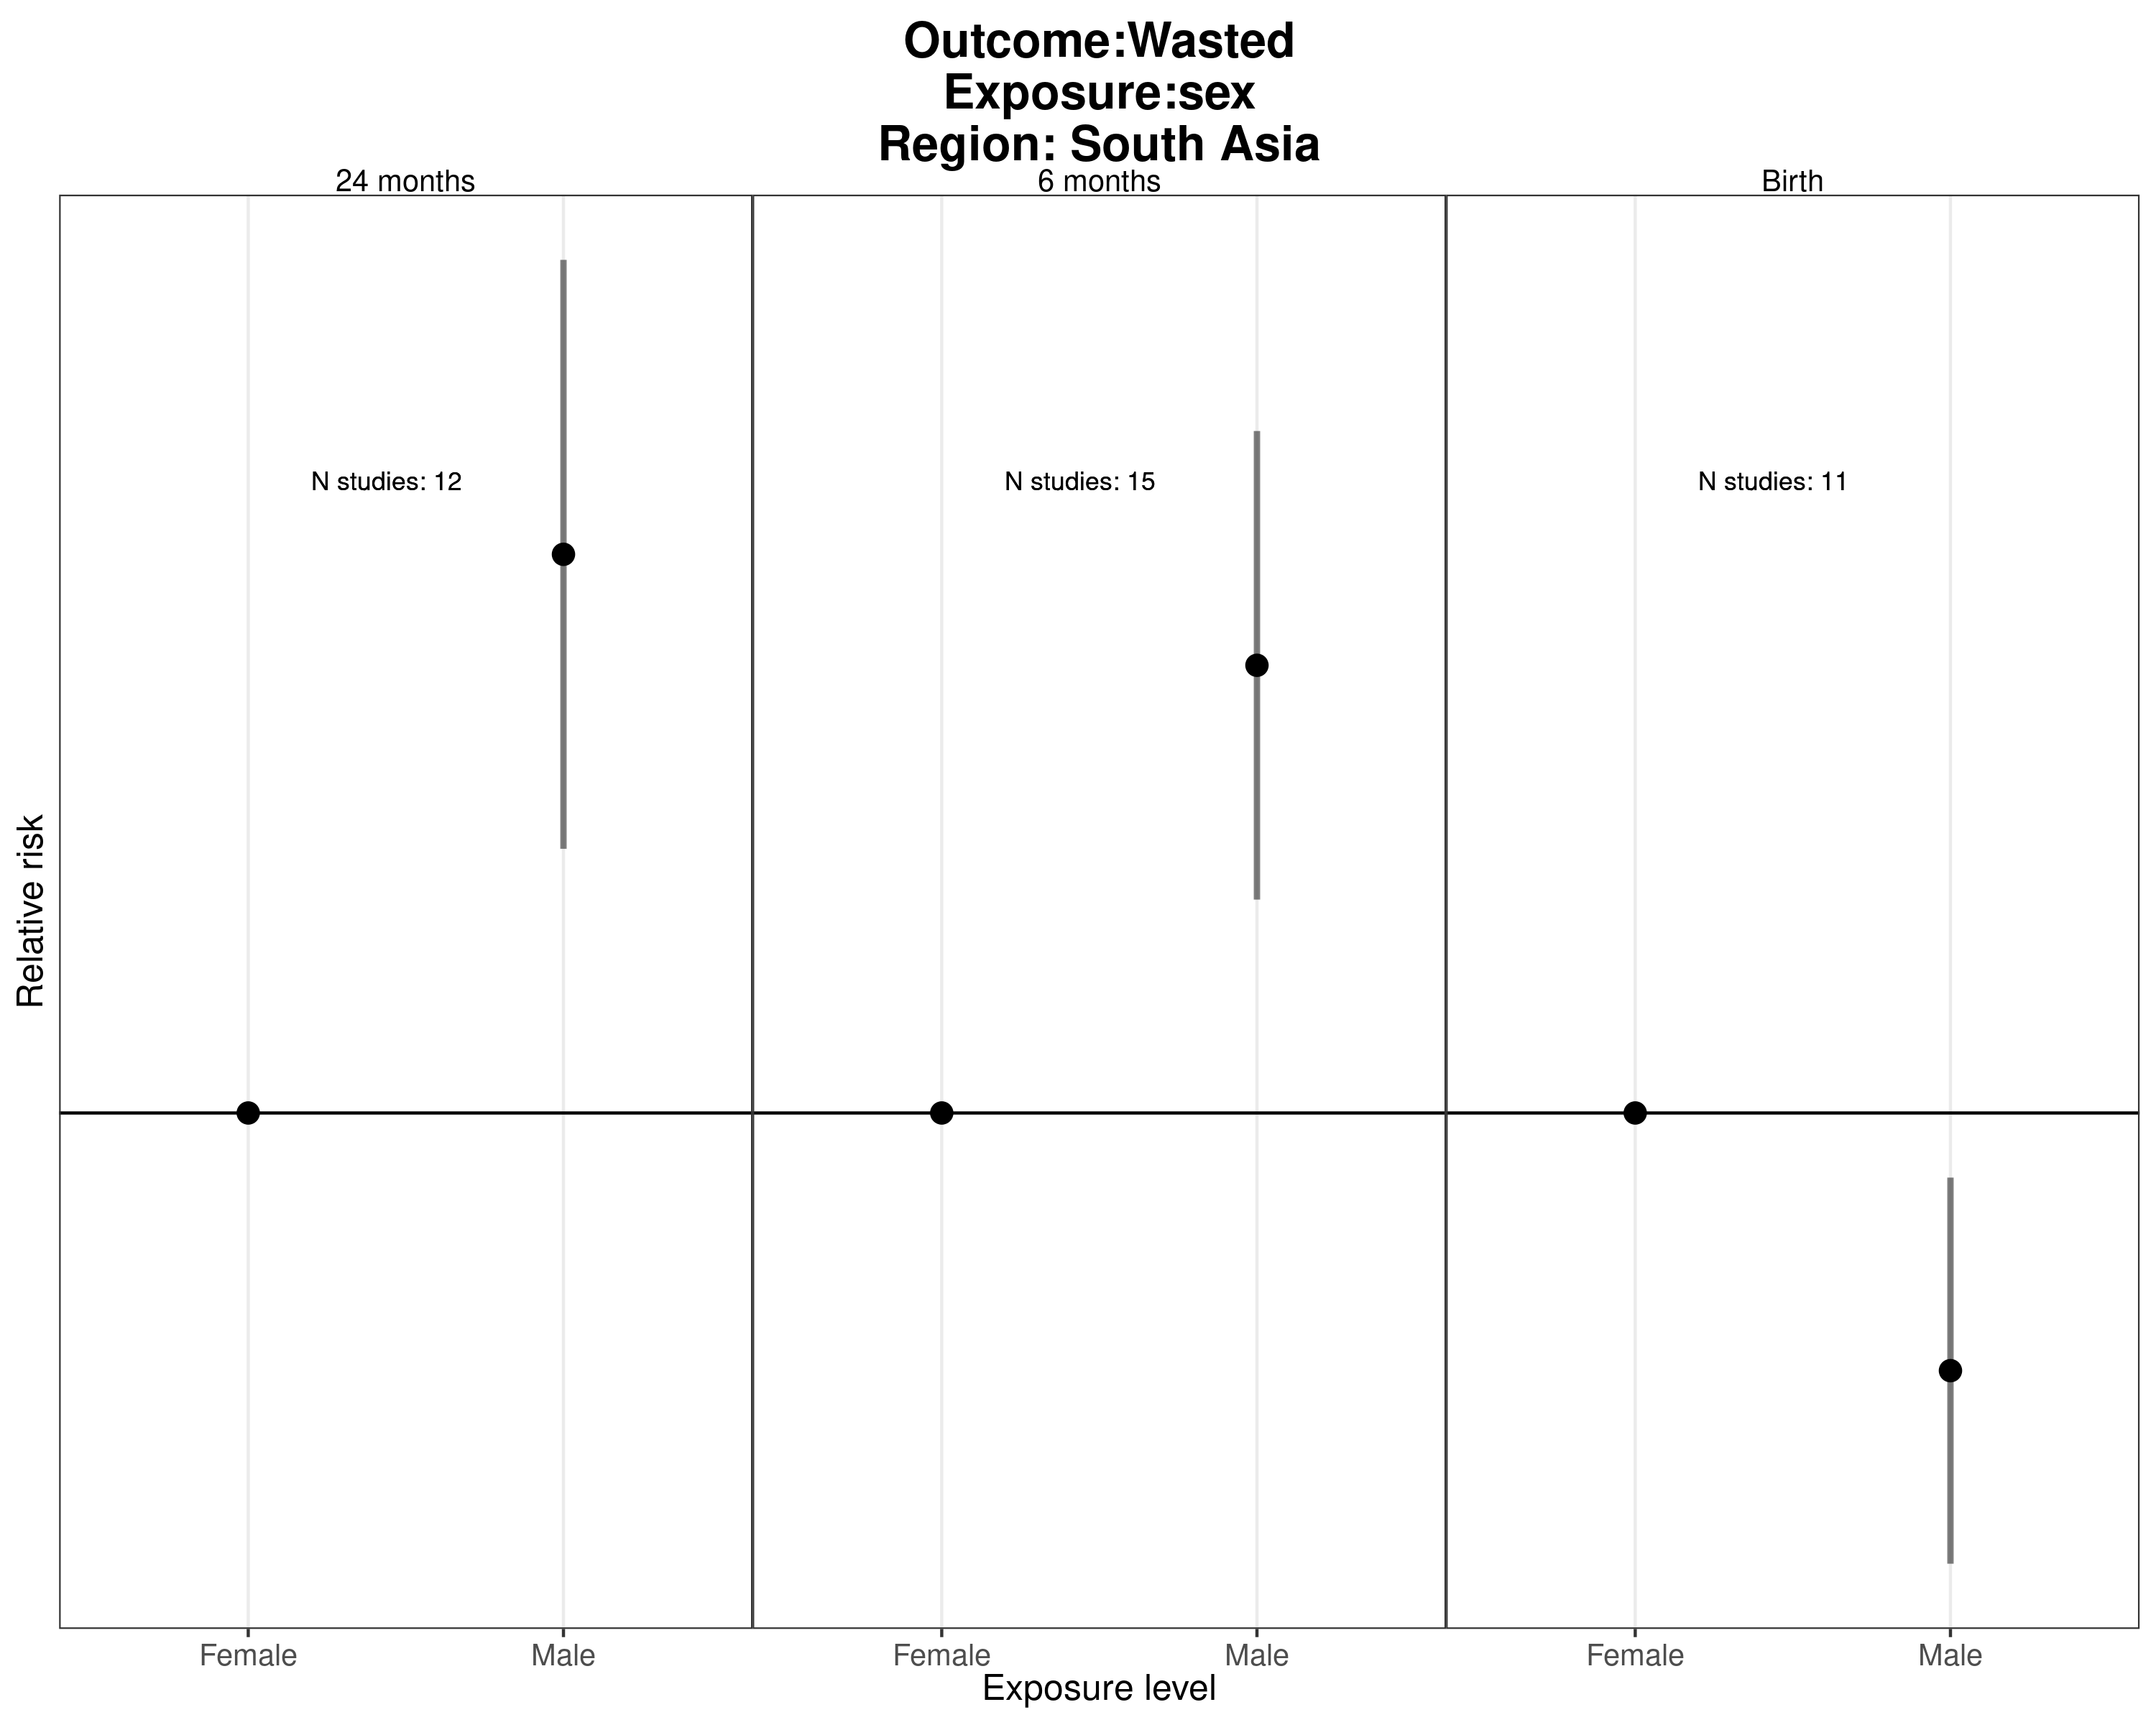 Outcome:Wasted
Exposure:sex
Region: South Asia
24 months
6 months
Birth
N studies: 12
N studies: 15
N studies: 11
Relative risk
Female
Male
Female
Male
Female
Male
Exposure level